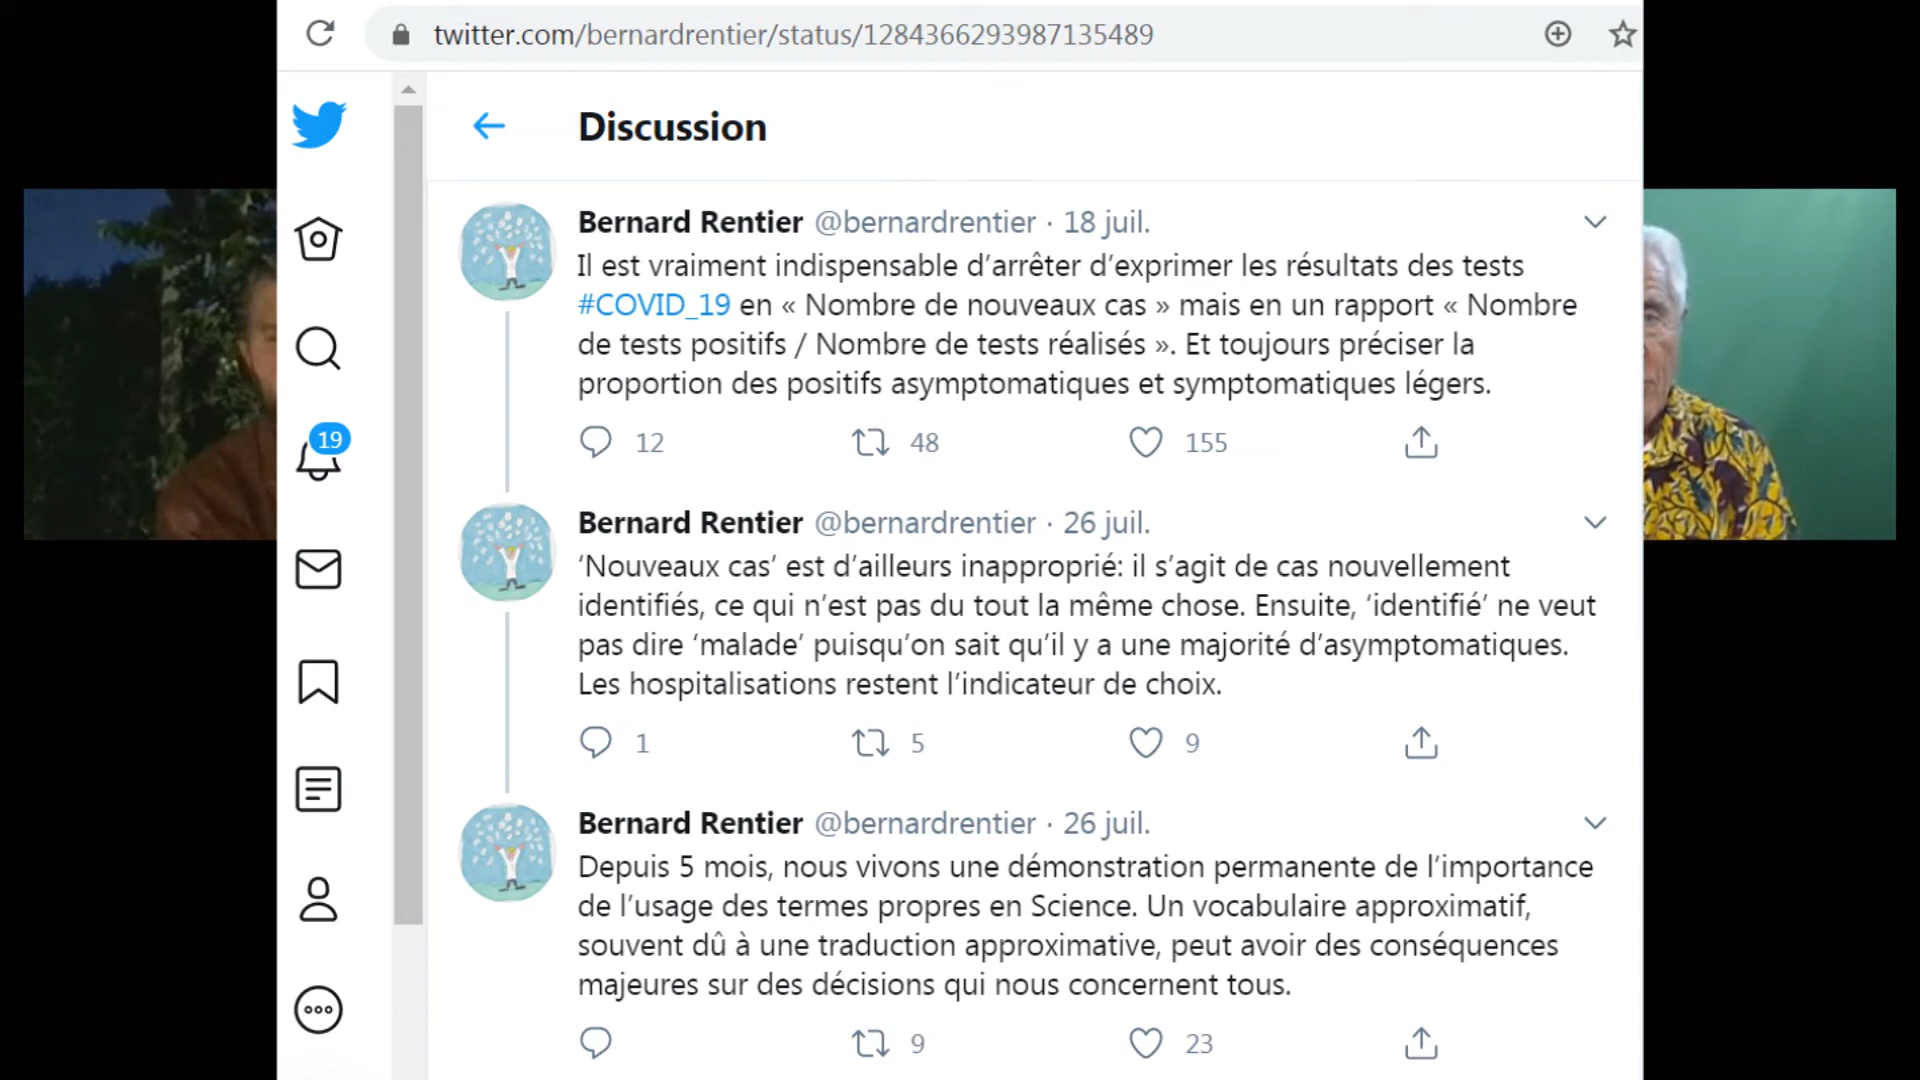 twitter.com/bernardrentier/status/1284366293987135489
Discussion
Bernard Rentier @bernardrentier · 18 juil.
Il est vraiment indispensable d’arrêter d’exprimer les résultats des tests
#COVID_19 en « Nombre de nouveaux cas » mais en un rapport « Nombre
de tests positifs / Nombre de tests réalisés ». Et toujours préciser la
proportion des positifs asymptomatiques et symptomatiques légers.
12 48 155
19
Bernard Rentier @bernardrentier · 26 juil.
‘Nouveaux cas’ est d’ailleurs inapproprié: il s’agit de cas nouvellement
identifiés, ce qui n’est pas du tout la même chose. Ensuite, ‘identifié’ ne veut
pas dire ‘malade’ puisqu’on sait qu’il y a une majorité d’asymptomatiques.
Les hospitalisations restent l’indicateur de choix.
1 5 9
Bernard Rentier @bernardrentier · 26 juil.
Depuis 5 mois, nous vivons une démonstration permanente de l’importance
de l’usage des termes propres en Science. Un vocabulaire approximatif,
souvent dû à une traduction approximative, peut avoir des conséquences
majeures sur des décisions qui nous concernent tous.
9 23